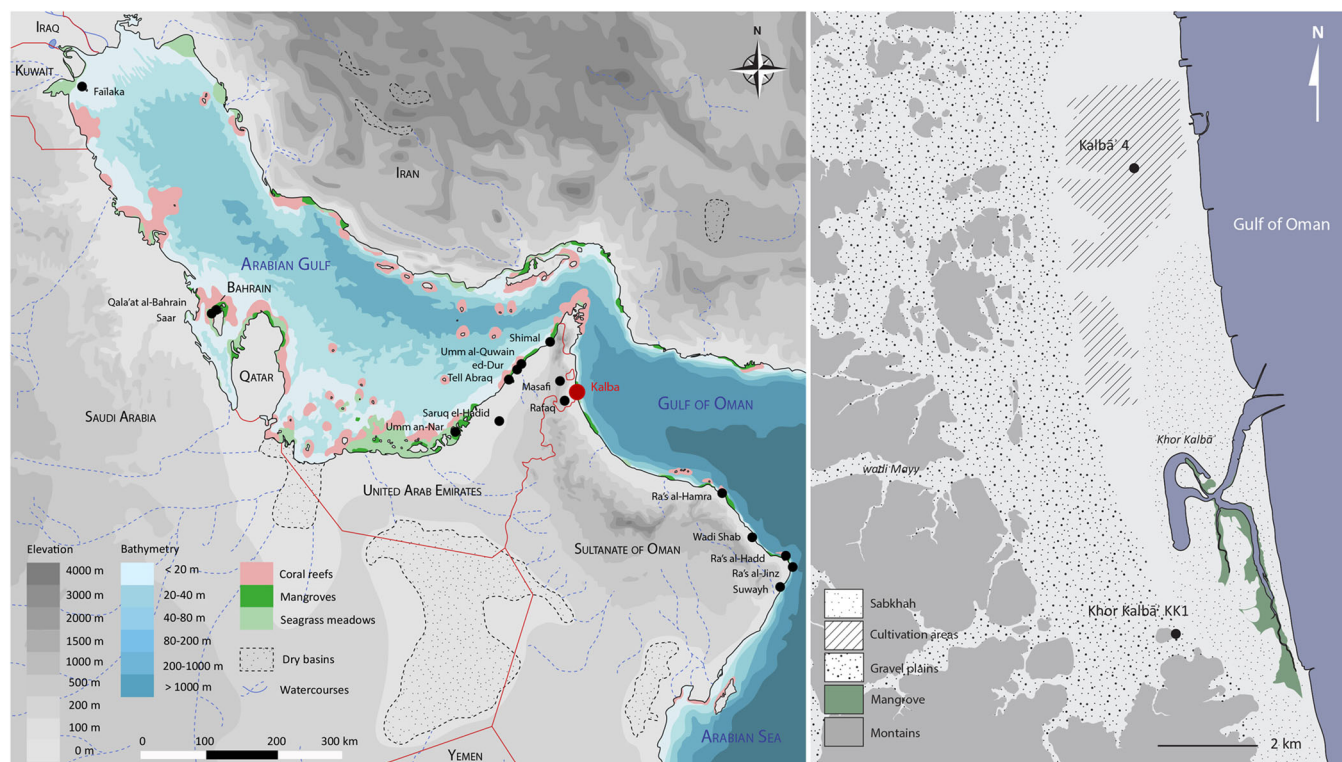 IRAQ
KUWAIT
Faïlaka
N
IRAN
ARABIAN GULF
BAHRAIN
Qala'at al-Bahrain
Saar
QATAR
SAUDI ARABIA
Shimal
Umm al-Quwain
ed-Dur
Tell Abraq
Masafi
Kalba
Rafaq
Saruq el-Hadid
Umm an-Nar
GULF OF OMAN
UNITED ARAB EMIRATES
Ra's al-Hamra
Wadi Shab
SULTANATE OF OMAN
Ra's al-Hadd
Ra's al-Jinz
Suwayh
ARABIAN SEA
YEMEN
Elevation
4000 m
3000 m
2000 m
1500 m
1000 m
500 m
200 m
100 m
0 m
Bathymetry
< 20 m
20-40 m
40-80 m
80-200 m
200-1000 m
> 1000 m
Coral reefs
Mangroves
Seagrass meadows
Dry basins
Watercourses
0 100 200 300 km
N
Kalbā' 4
Gulf of Oman
Khor Kalbā'
wadi Mayy
Khor Kalbā' KK1
Sabkhah
Cultivation areas
Gravel plains
Mangrove
Montains
2 km